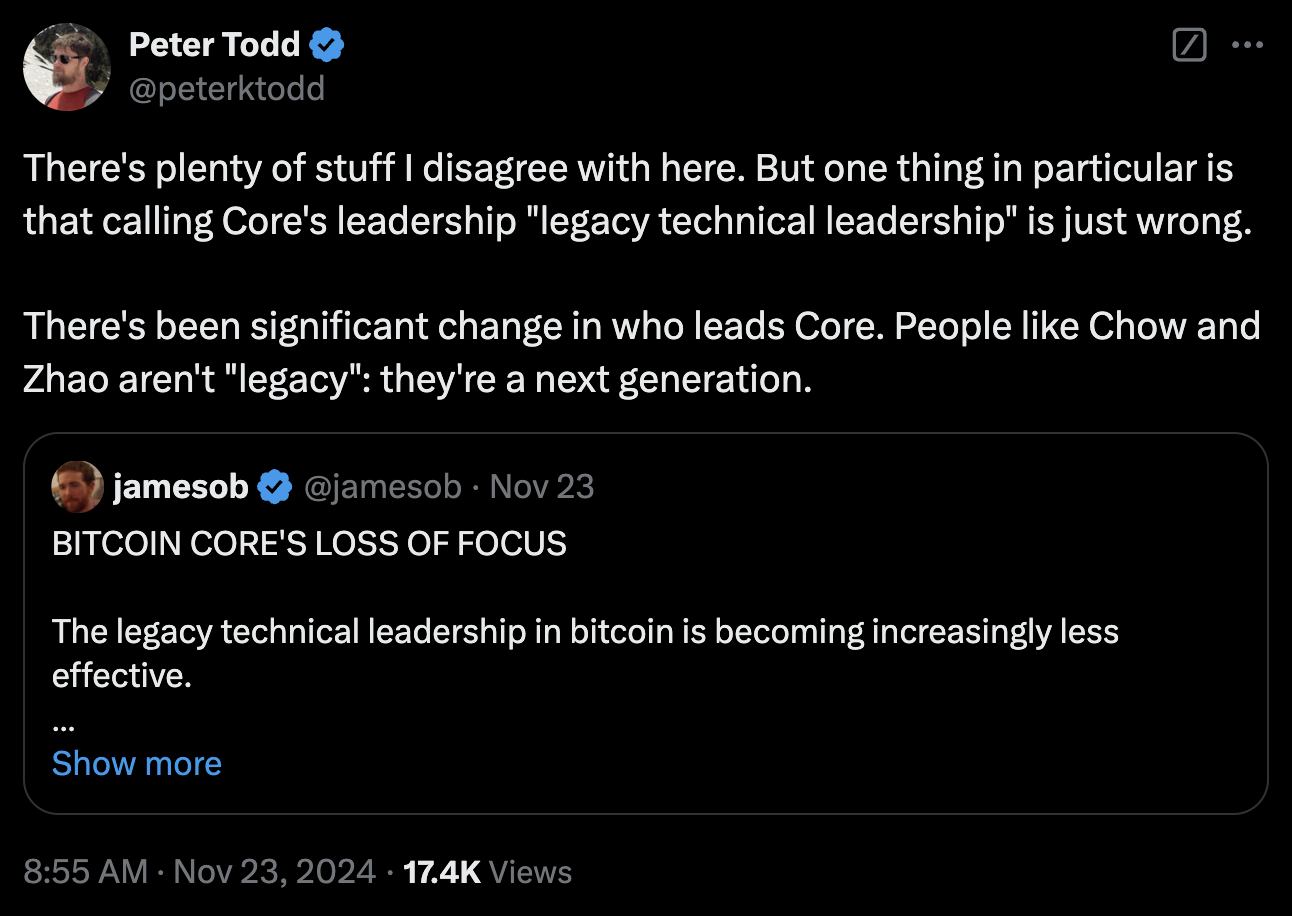 Peter Todd
@peterktodd
There's plenty of stuff I disagree with here. But one thing in particular is
that calling Core's leadership "legacy technical leadership" is just wrong.
There's been significant change in who leads Core. People like Chow and
Zhao aren't "legacy": they're a next generation.
jamesob @jamesob · Nov 23
BITCOIN CORE'S LOSS OF FOCUS
The legacy technical leadership in bitcoin is becoming increasingly less
effective.
...
Show more
8:55 AM · Nov 23, 2024 · 17.4K Views